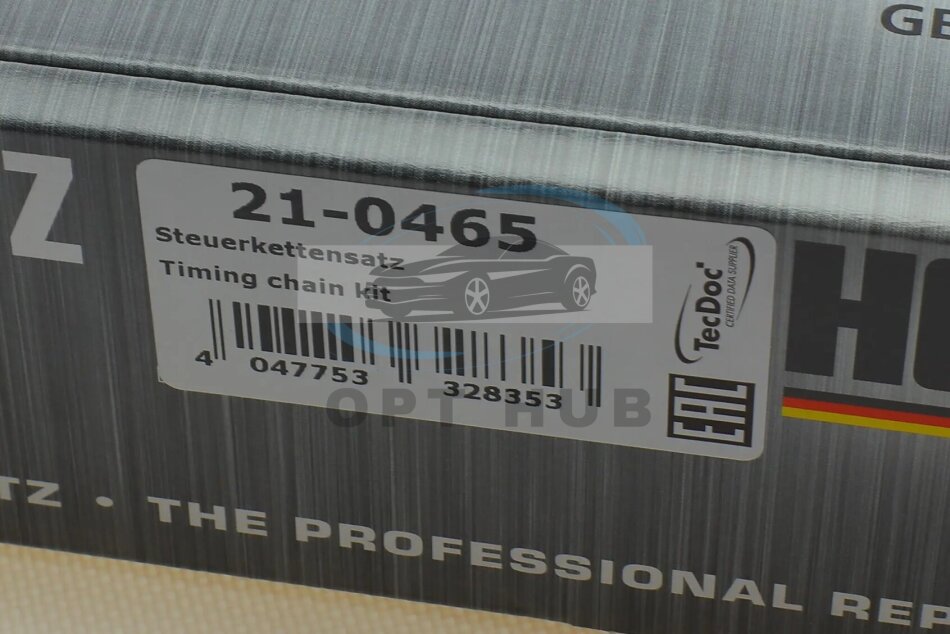 GE
Z
21-0465
Steuerkettensatz
Timing chain kit
4 047753 328353
TecDoc
CERTIFIED DATA SUPPLIER
EAC
H
OPT HUB
TZ • THE PROFESSIONAL REP